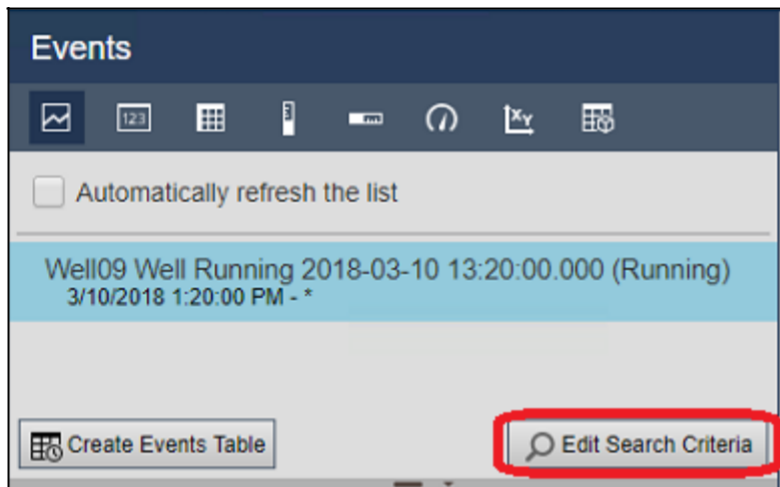 Events
123
XY
Automatically refresh the list
Well09 Well Running 2018-03-10 13:20:00.000 (Running)
3/10/2018 1:20:00 PM - *
Create Events Table
Edit Search Criteria